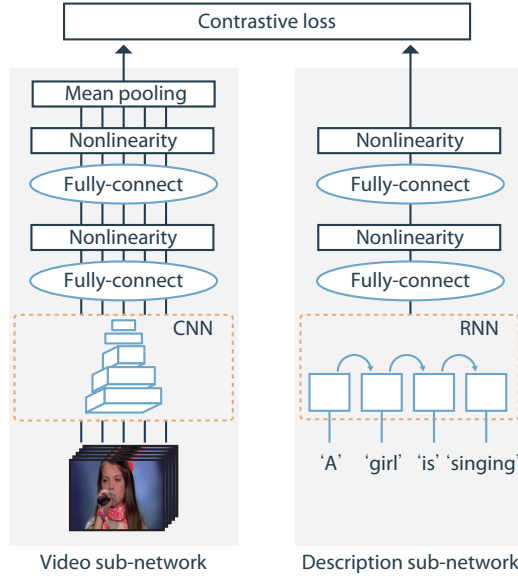 Contrastive loss
Mean pooling
Nonlinearity
Fully-connect
Nonlinearity
Fully-connect
CNN
Video sub-network
Nonlinearity
Fully-connect
Nonlinearity
Fully-connect
RNN
‘A’ ‘girl’ ‘is’ ‘singing’
Description sub-network